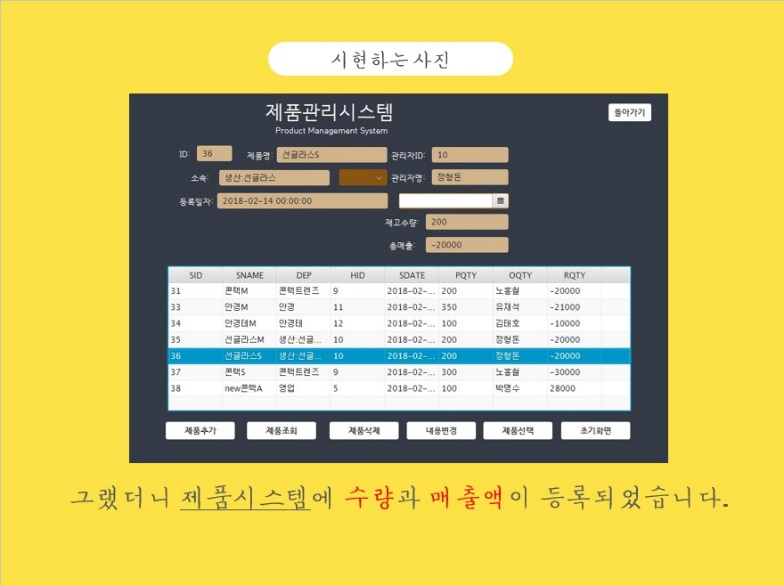 시현하는 사진
제품관리시스템
돌아가기
Product Management System
ID: 36 제품명: 선글라스S 관리자ID: 10
소속: 생산:선글라스 관리자명: 정형돈
등록일자: 2018-02-14 00:00:00
재고수량: 200
총매출: -20000
SID SNAME DEP HID SDATE PQTY OQTY RQTY
31 콘택M 콘택트렌즈 9 2018-02-... 200 노홍철 -20000
33 안경M 안경 11 2018-02-... 350 유재석 -21000
34 안경테M 안경테 12 2018-02-... 100 김태호 -10000
35 선글라스M 생산:선글... 10 2018-02-... 200 정형돈 -20000
36 선글라스S 생산:선글... 10 2018-02-... 200 정형돈 -20000
37 콘택S 콘택트렌즈 9 2018-02-... 300 노홍철 -30000
38 new콘택A 영업 5 2018-02-... 100 박명수 28000
제품추가 제품조회 제품삭제 내용변경 제품선택 초기화면
그랬더니 제품시스템에 수량과 매출액이 등록되었습니다.